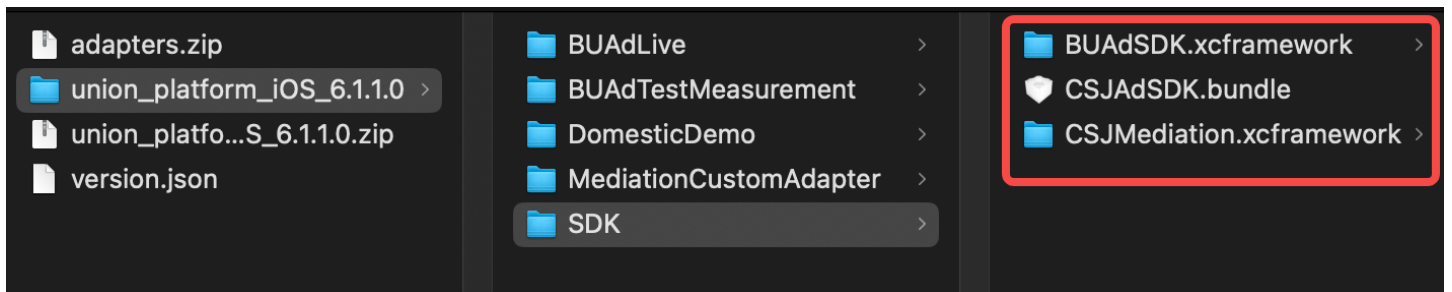 adapters.zip
union_platform_iOS_6.1.1.0
union_platfo...S_6.1.1.0.zip
version.json
BUAdLive
BUAdTestMeasurement
DomesticDemo
MediationCustomAdapter
SDK
BUAdSDK.xcframework
CSJAdSDK.bundle
CSJMediation.xcframework